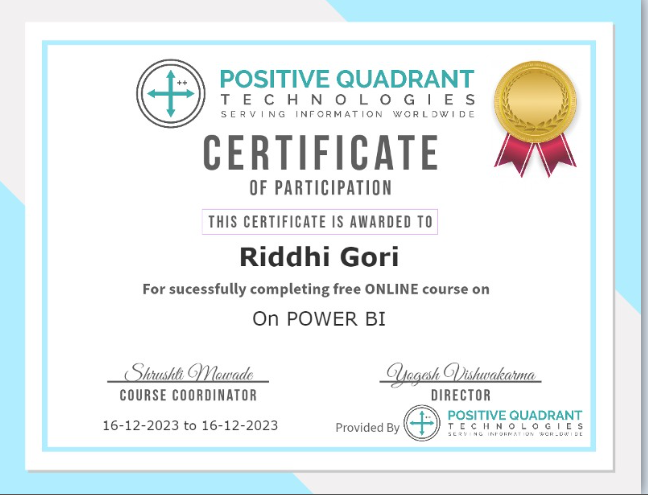 ++
POSITIVE QUADRANT
TECHNOLOGIES
SERVING INFORMATION WORLDWIDE
CERTIFICATE
OF PARTICIPATION
THIS CERTIFICATE IS AWARDED TO
Riddhi Gori
For sucessfully completing free ONLINE course on
On POWER BI
Shrushti Mowade
COURSE COORDINATOR
16-12-2023 to 16-12-2023
Yogesh Vishwakarma
DIRECTOR
Provided By
POSITIVE QUADRANT
TECHNOLOGIES
SERVING INFORMATION WORLDWIDE